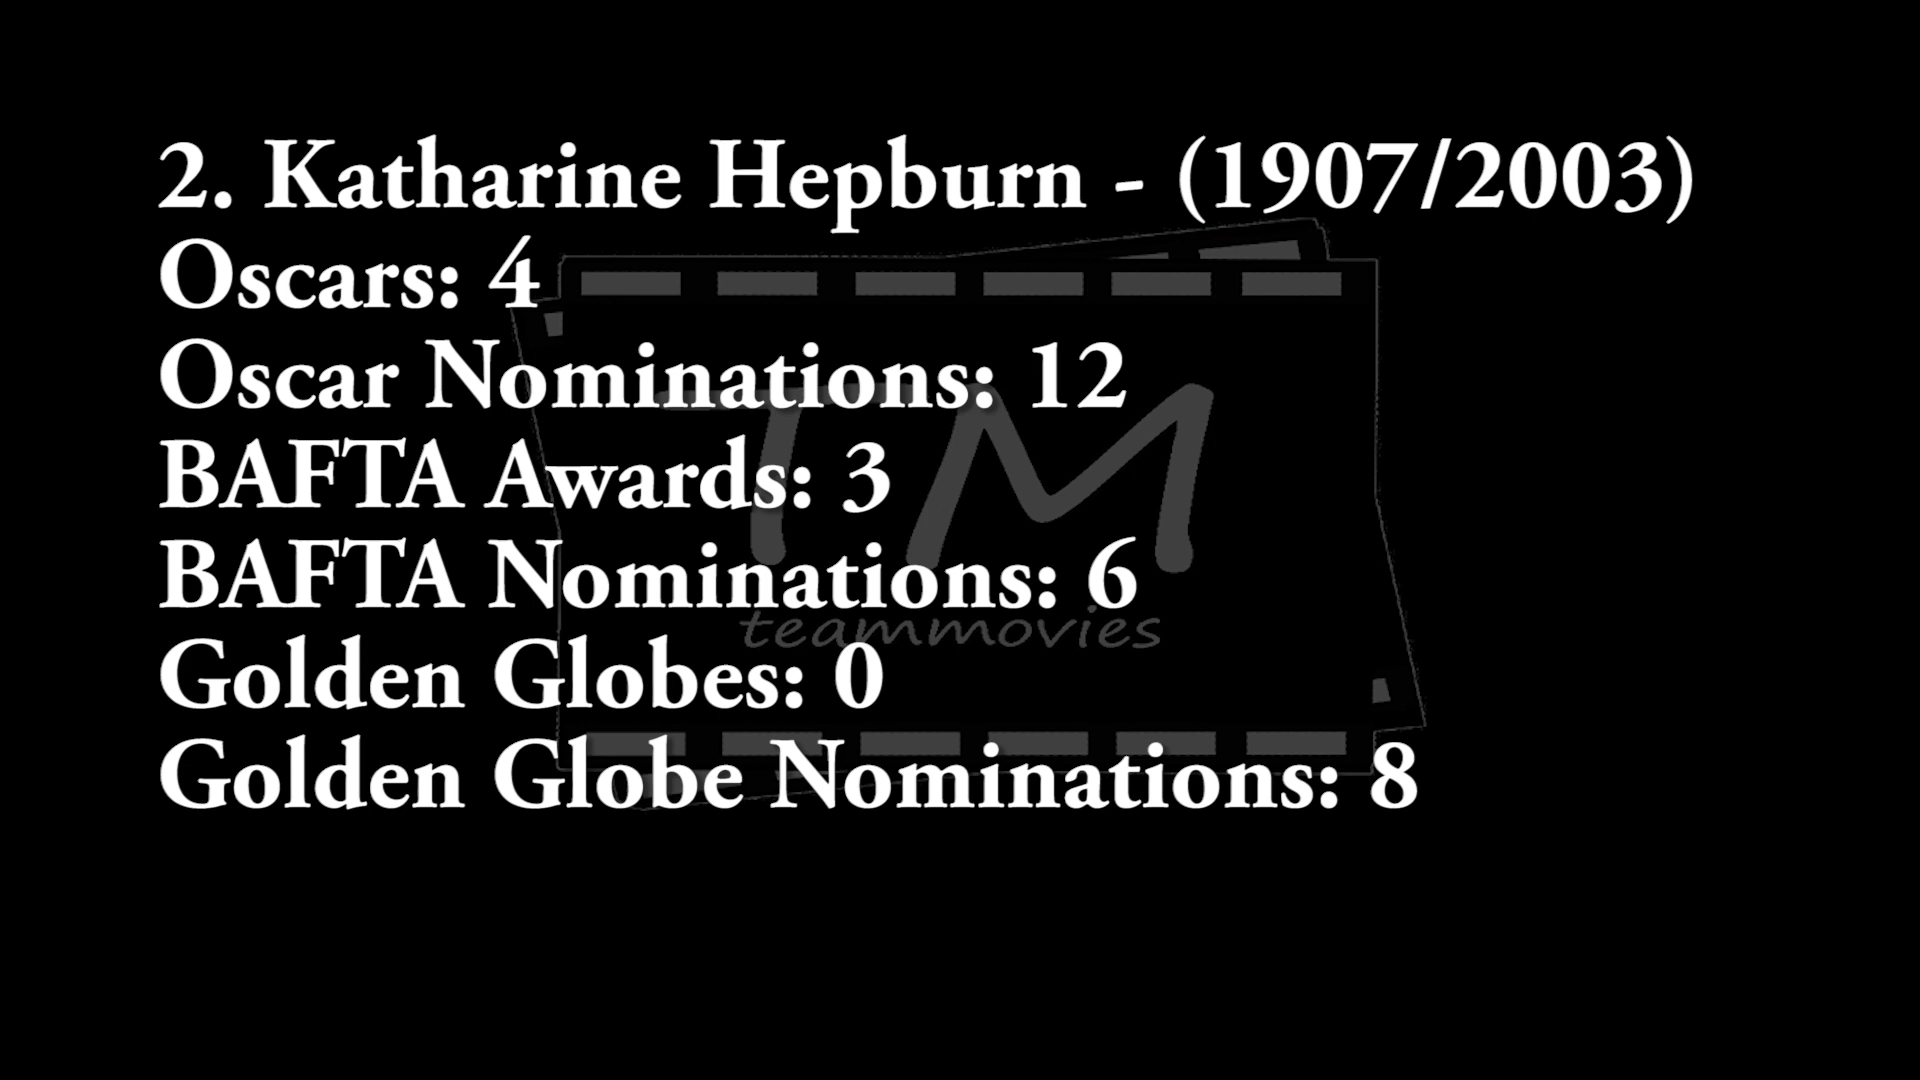 2. Katharine Hepburn - (1907/2003)
Oscars: 4
Oscar Nominations: 12
TM
BAFTA Awards: 3
BAFTA Nominations: 6
teammovies
Golden Globes: 0
Golden Globe Nominations: 8